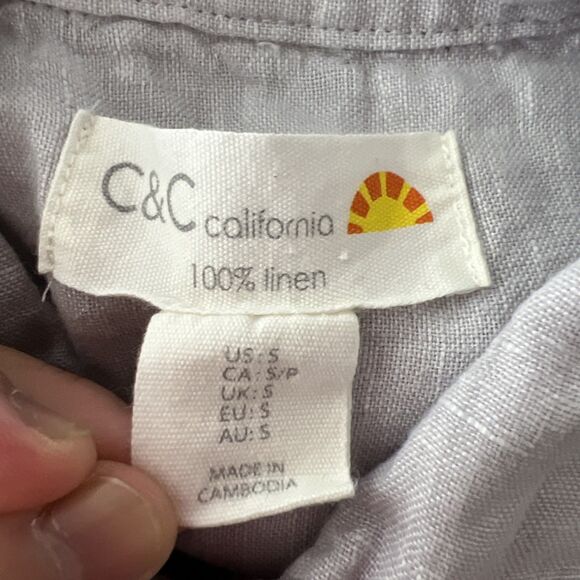 C&C california
100% linen
US: S
CA: S/P
UK: S
EU: S
AU: S
MADE IN
CAMBODIA